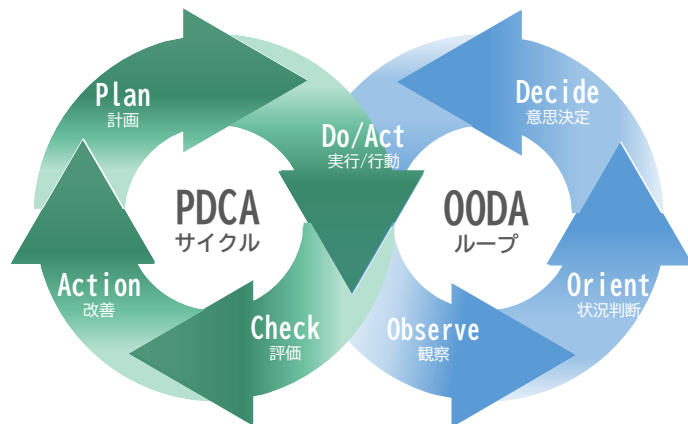 Plan
計画
Do/Act
実行/行動
Check
評価
Action
改善
PDCA
サイクル
Decide
意思決定
OODA
ループ
Observe
観察
Orient
状況判断